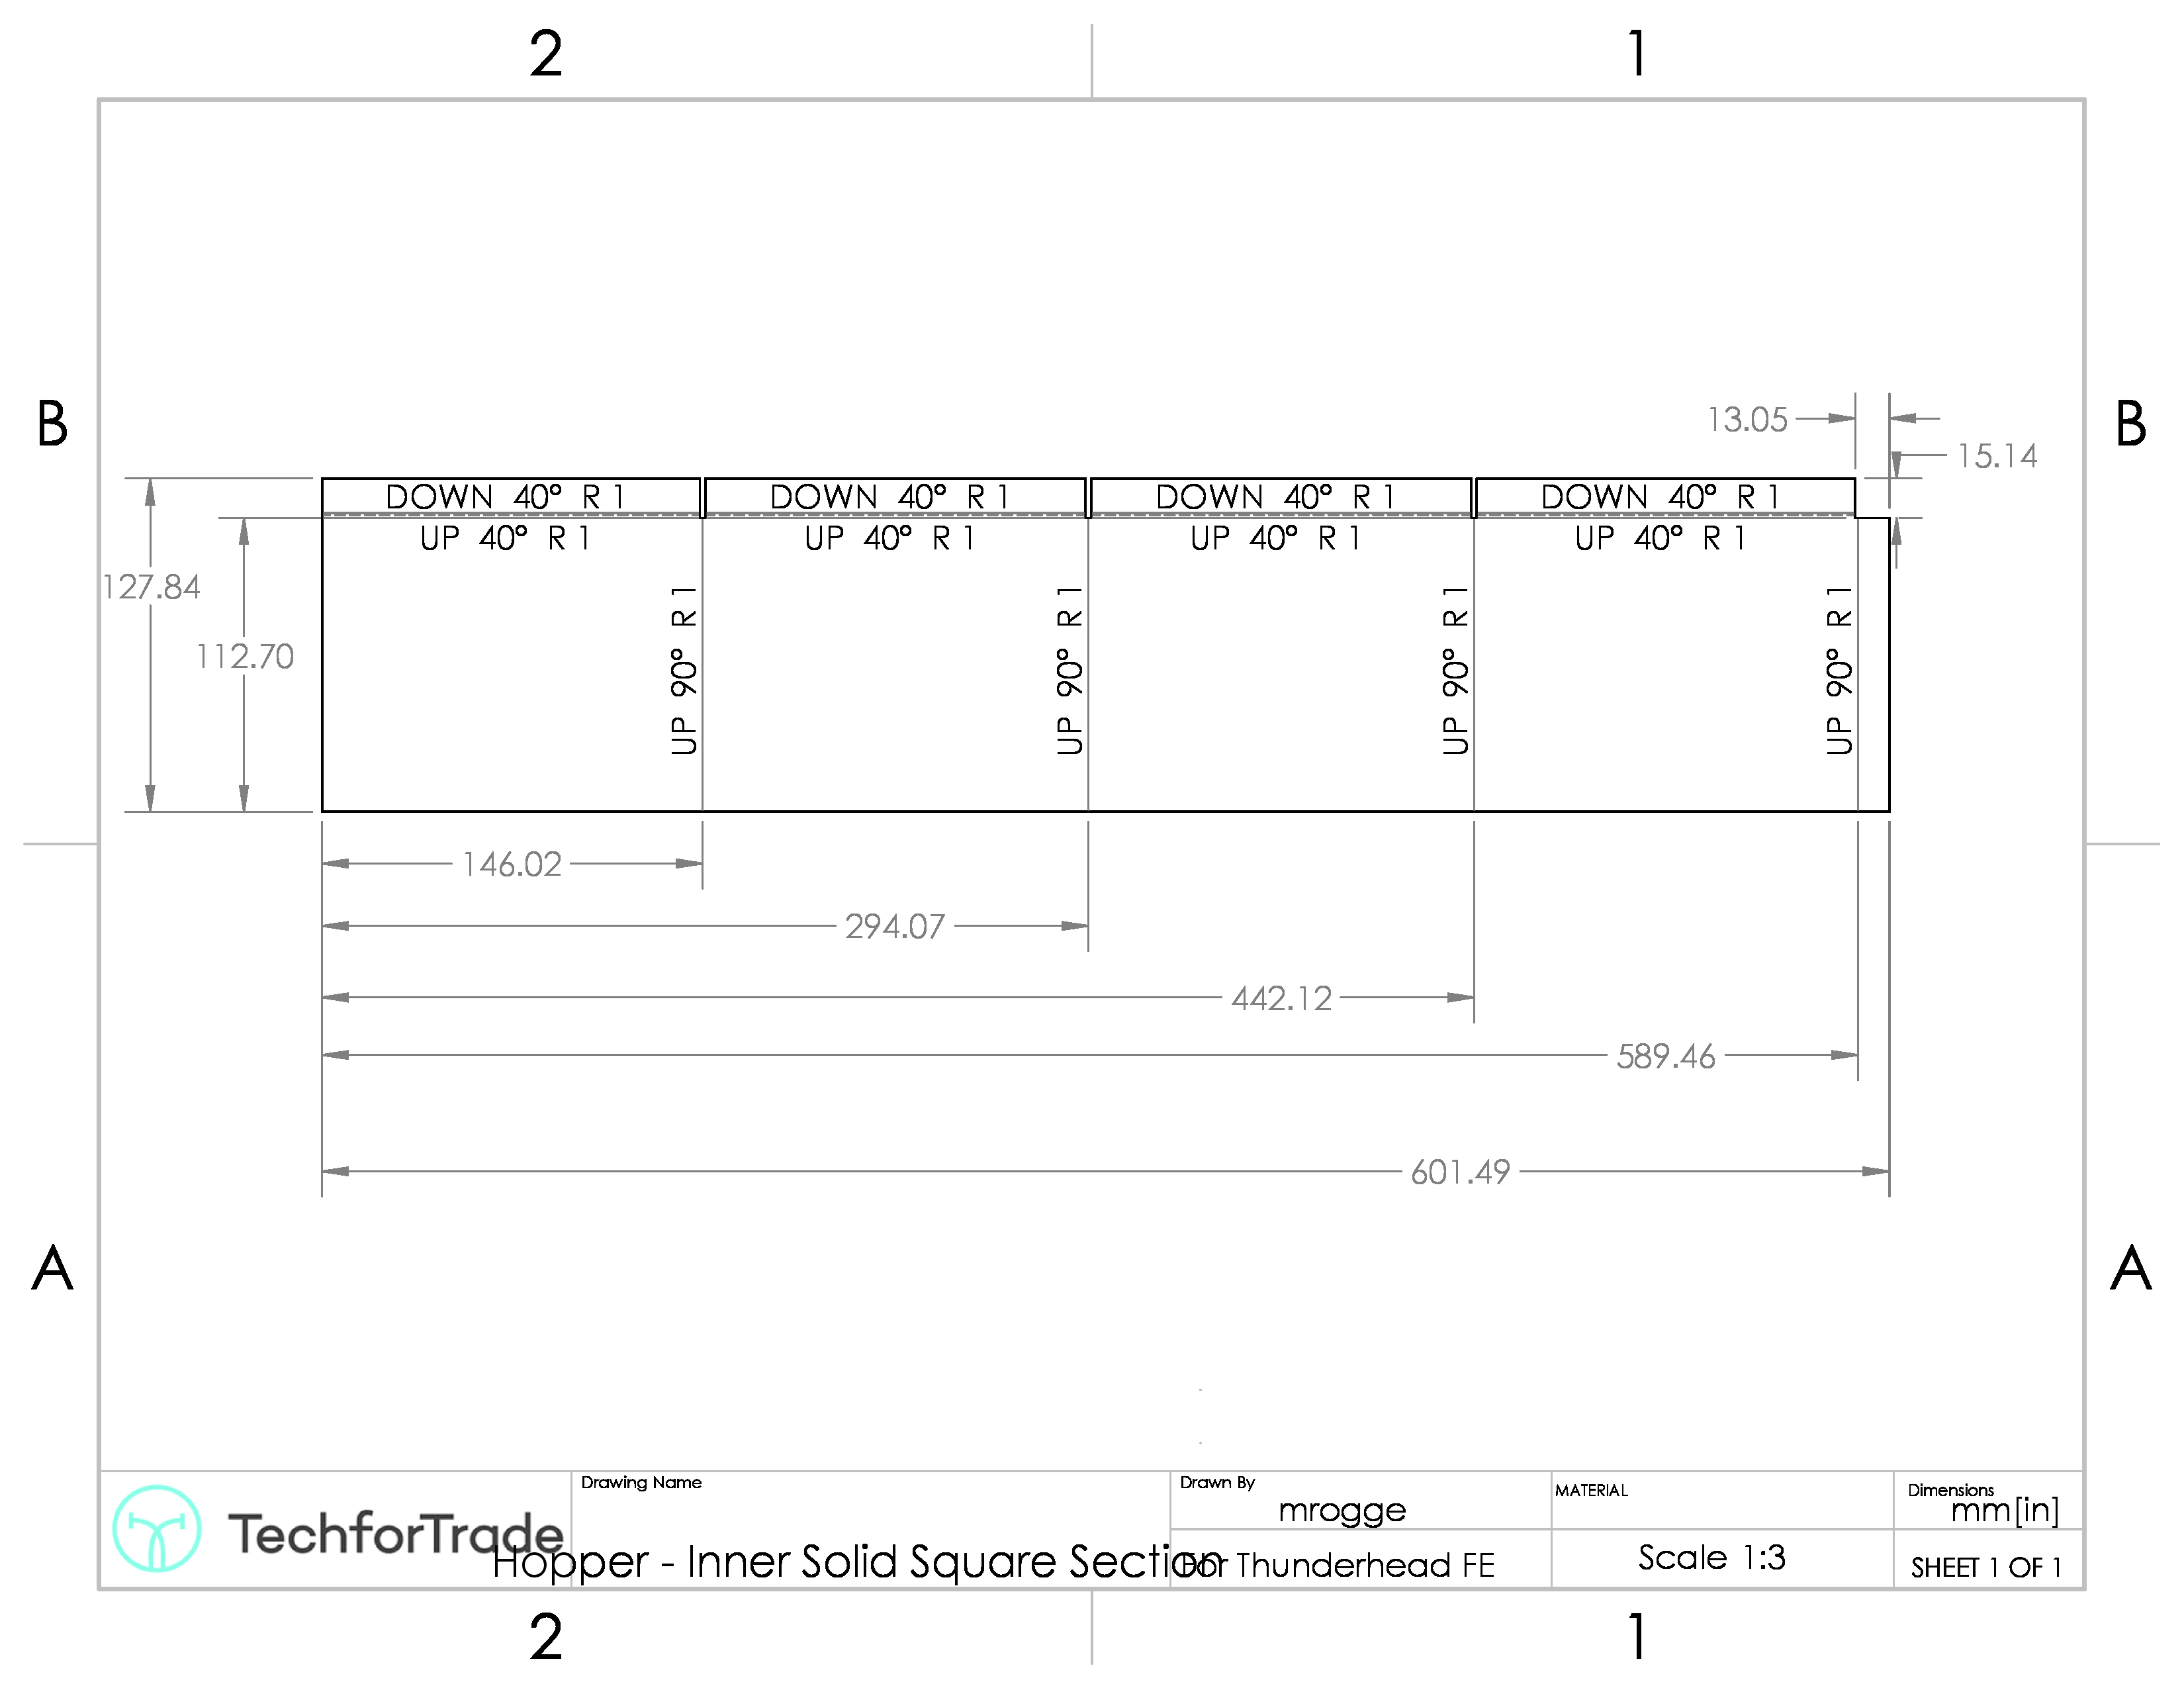 2 1
B B
13.05
15.14
DOWN 40° R 1 DOWN 40° R 1 DOWN 40° R 1 DOWN 40° R 1
UP 40° R 1 UP 40° R 1 UP 40° R 1 UP 40° R 1
127.84
112.70
UP 90° R 1 UP 90° R 1 UP 90° R 1 UP 90° R 1
146.02
294.07
442.12
589.46
601.49
A A
TechforTrade
Drawing Name
Hopper - Inner Solid Square Section
Drawn By
mrogge
For Thunderhead FE
MATERIAL
Scale 1:3
Dimensions
mm[in]
SHEET 1 OF 1
2 1